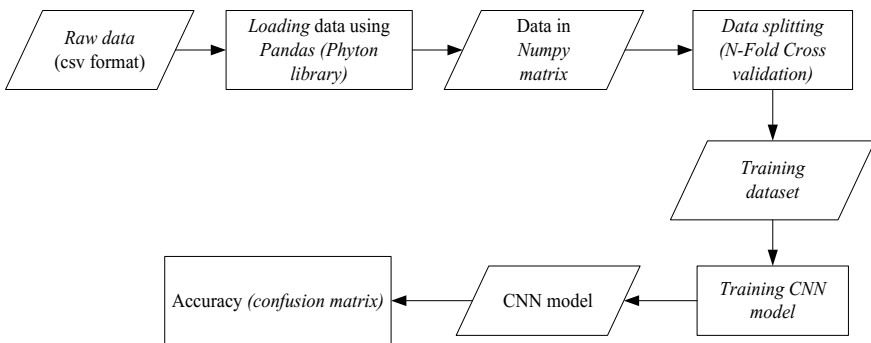 Raw data
(csv format)
Loading data using
Pandas (Phyton
library)
Data in
Numpy
matrix
Data splitting
(N-Fold Cross
validation)
Training
dataset
Training CNN
model
CNN model
Accuracy (confusion matrix)